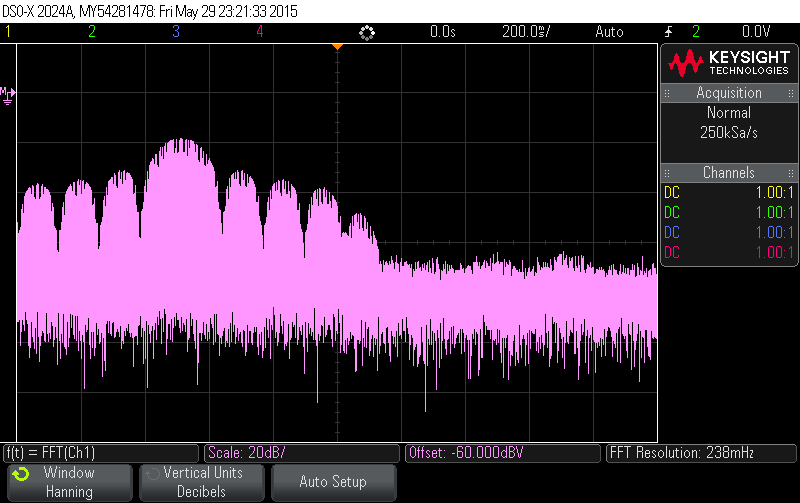 DSO-X 2024A, MY54281478: Fri May 29 23:21:33 2015
1 2 3 4 0.0s 200.0ms/ Auto 2 0.0V
M
KEYSIGHT
TECHNOLOGIES
Acquisition
Normal
250kSa/s
Channels
DC 1.00:1
DC 1.00:1
DC 1.00:1
DC 1.00:1
f(t) = FFT(Ch1) Scale: 20dB/ Offset: -60.000dBV FFT Resolution: 238mHz
Window
Hanning
Vertical Units
Decibels
Auto Setup